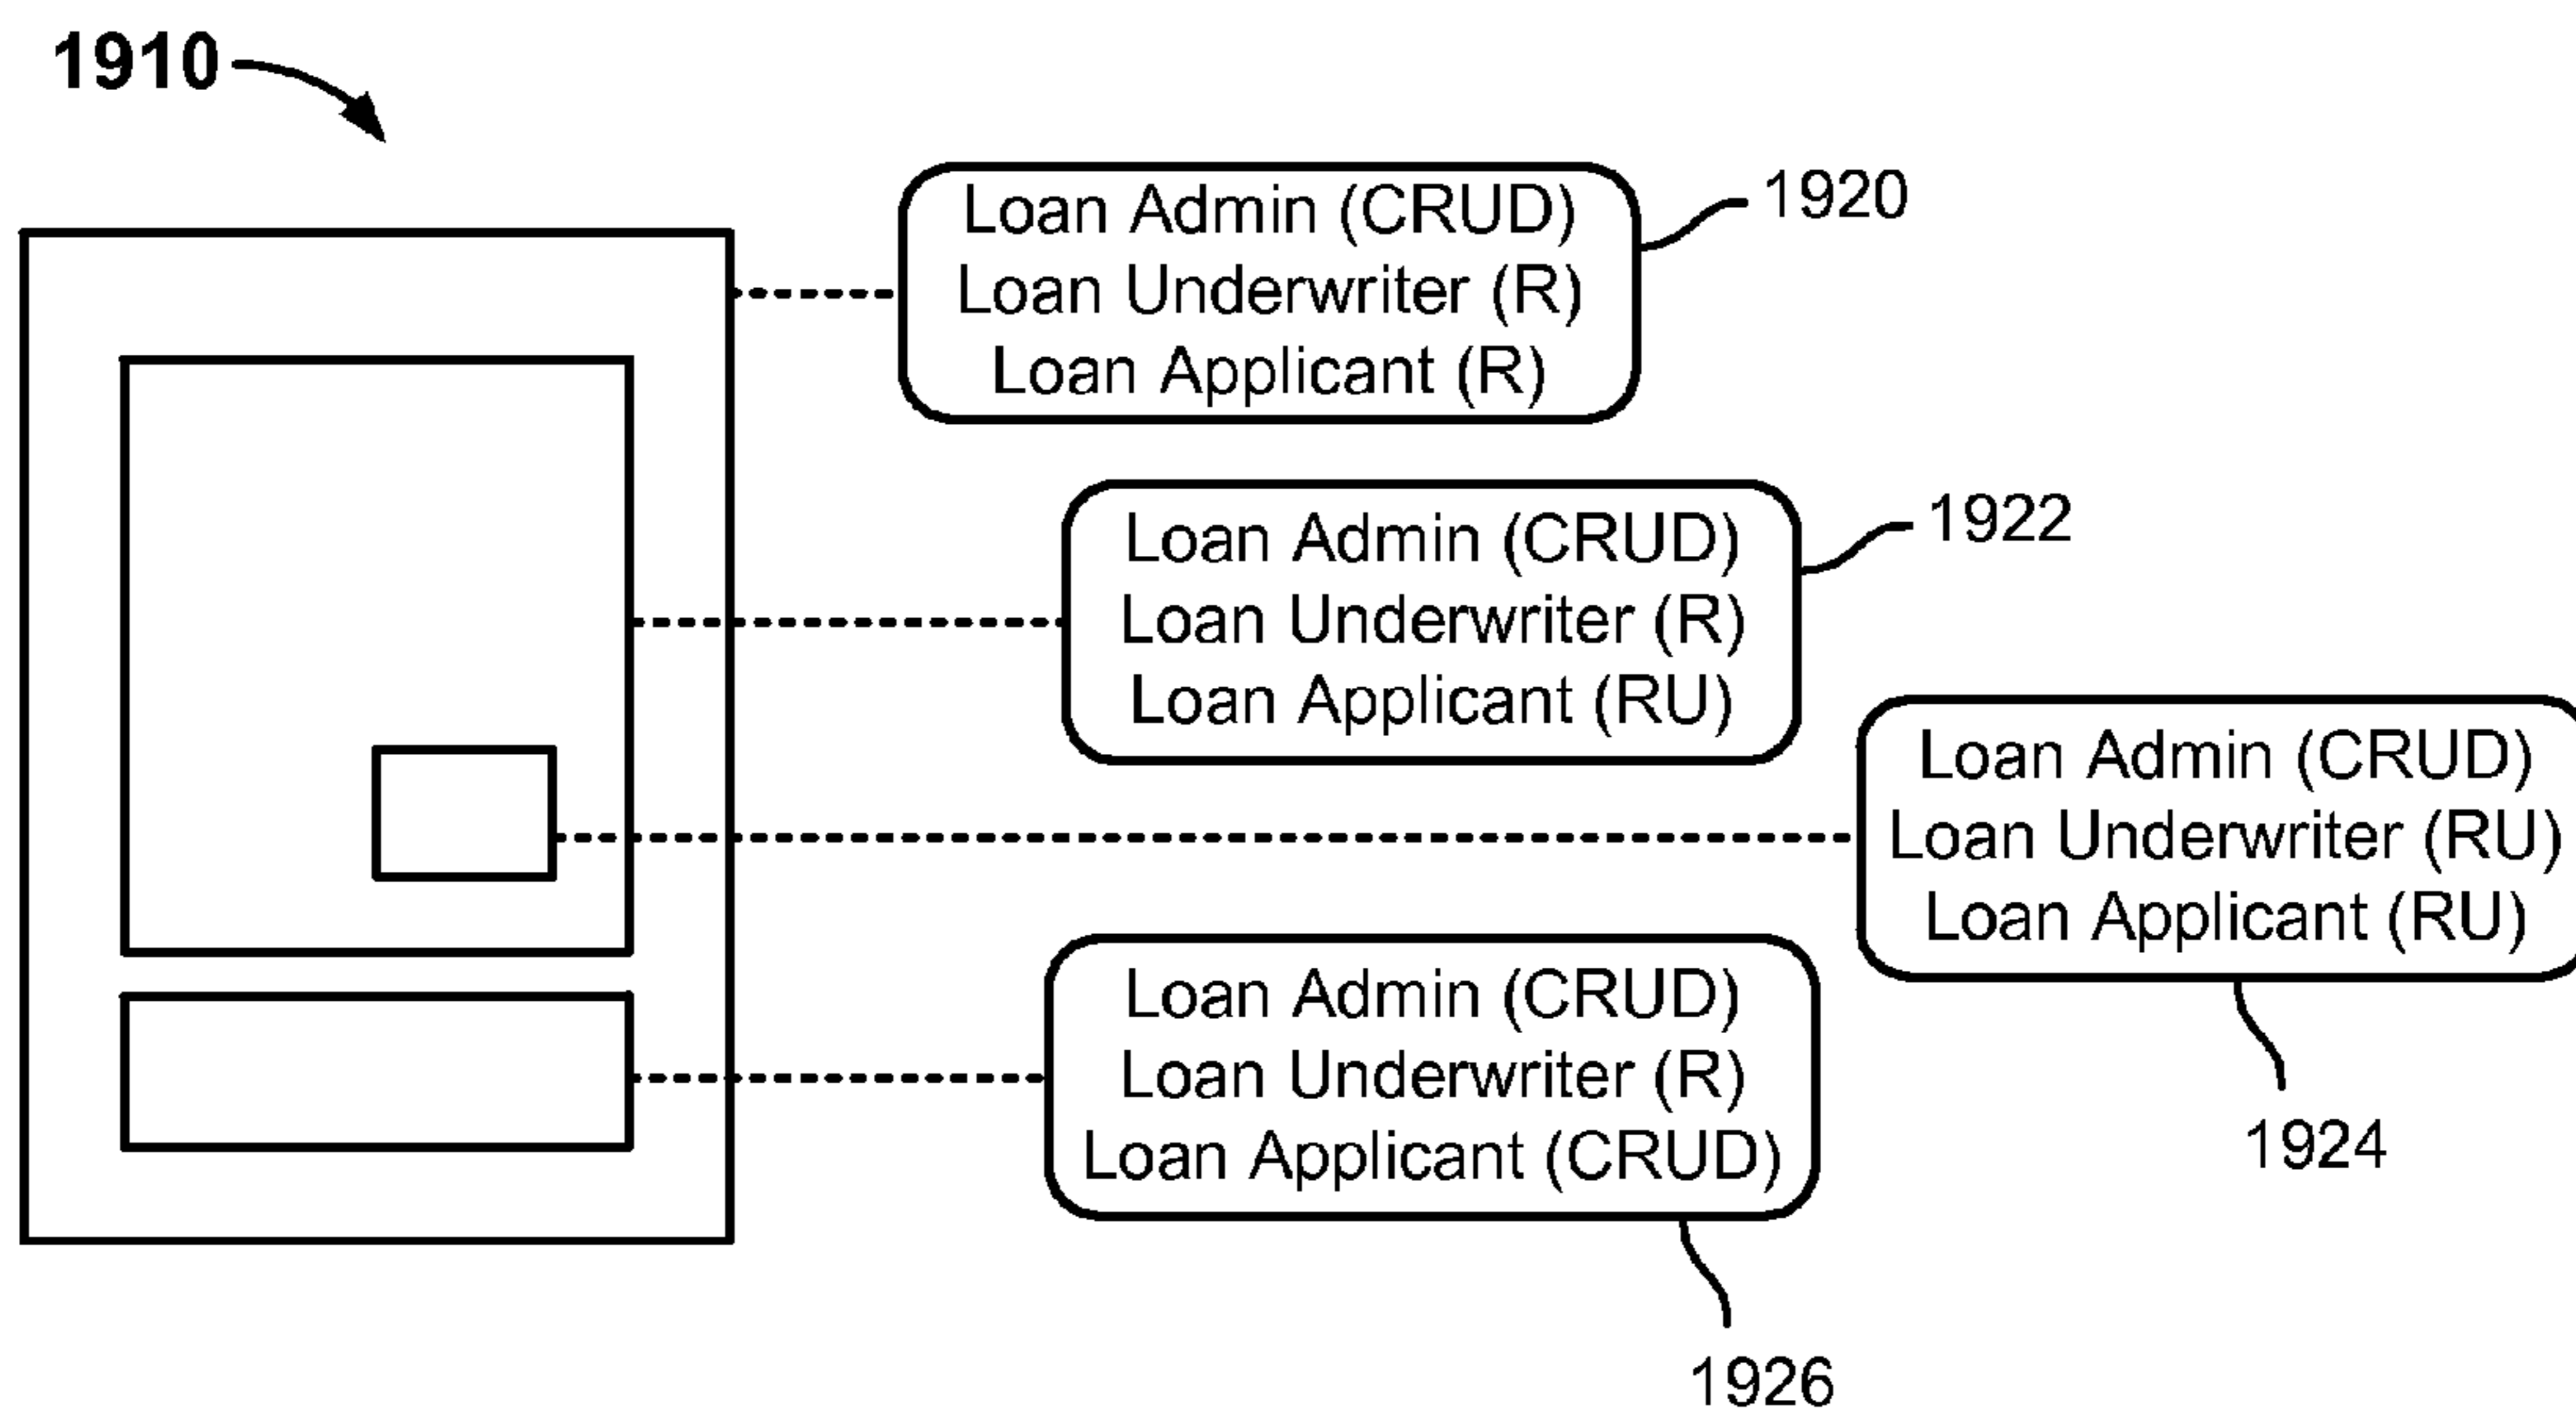 1910
Loan Admin (CRUD)
Loan Underwriter (R)
Loan Applicant (R)
1920
Loan Admin (CRUD)
Loan Underwriter (R)
Loan Applicant (RU)
1922
Loan Admin (CRUD)
Loan Underwriter (RU)
Loan Applicant (RU)
1924
Loan Admin (CRUD)
Loan Underwriter (R)
Loan Applicant (CRUD)
1926